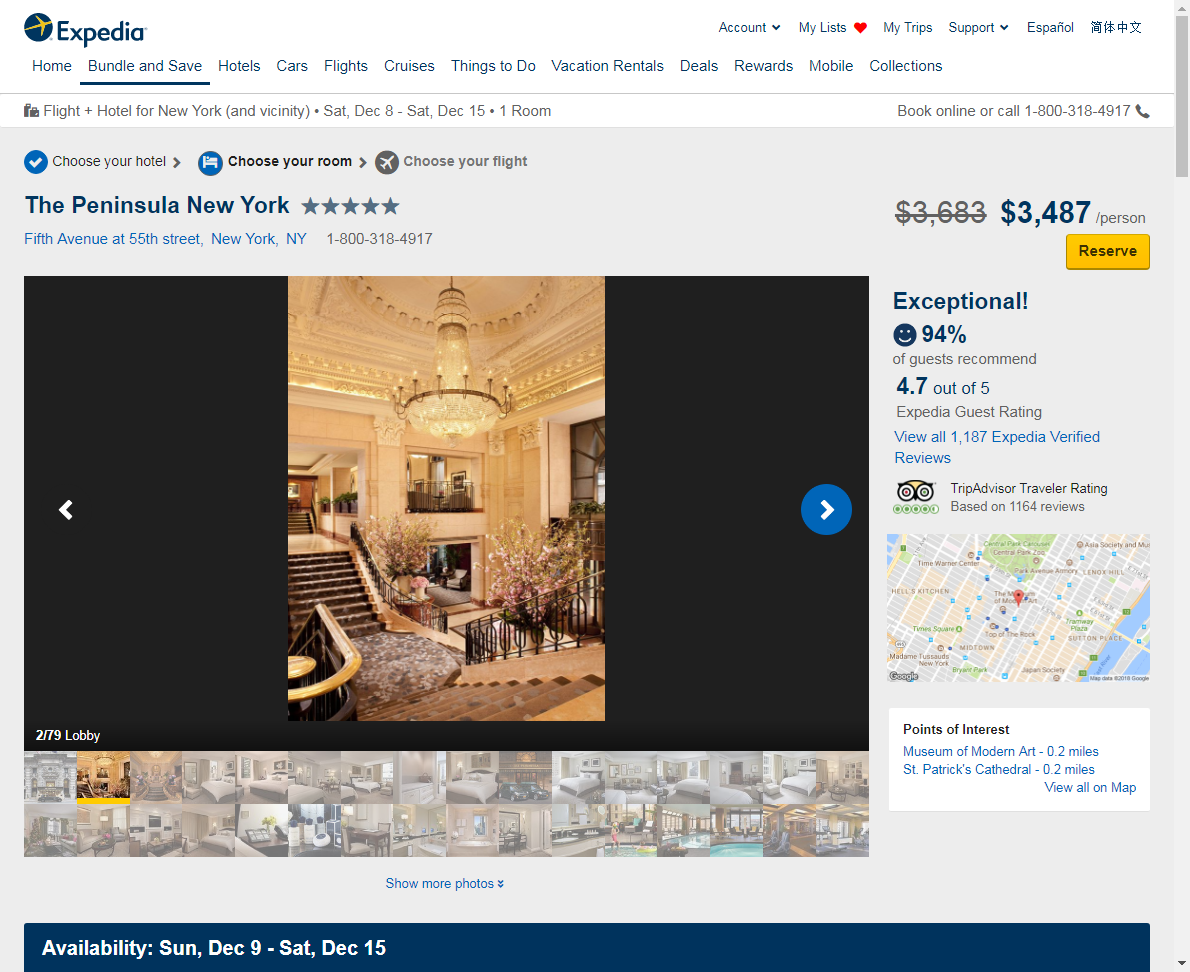 Expedia
Account My Lists My Trips Support Español 简体中文
Home Bundle and Save Hotels Cars Flights Cruises Things to Do Vacation Rentals Deals Rewards Mobile Collections
Flight + Hotel for New York (and vicinity) • Sat, Dec 8 - Sat, Dec 15 • 1 Room
Book online or call 1-800-318-4917
Choose your hotel Choose your room Choose your flight
The Peninsula New York
$3,683 $3,487 /person
Fifth Avenue at 55th street, New York, NY 1-800-318-4917
Reserve
Exceptional!
94%
of guests recommend
4.7 out of 5
Expedia Guest Rating
View all 1,187 Expedia Verified
Reviews
TripAdvisor Traveler Rating
Based on 1164 reviews
Central Park Carousel
Asia Society and Mus
Central Park Zoo
Time Warner Center
Park Avenue Armory
LENOX HILL
HELL'S KITCHEN
The Museum
of Modern Art
Tramway
Plaza
Times Square
Top of The Rock
SUTTON PLACE
MIDTOWN
Madame Tussauds
New York
Bryant Park
Japan Society
Google
Map data ©2018 Google
2/79 Lobby
Points of Interest
Museum of Modern Art - 0.2 miles
St. Patrick's Cathedral - 0.2 miles
View all on Map
Show more photos
Availability: Sun, Dec 9 - Sat, Dec 15